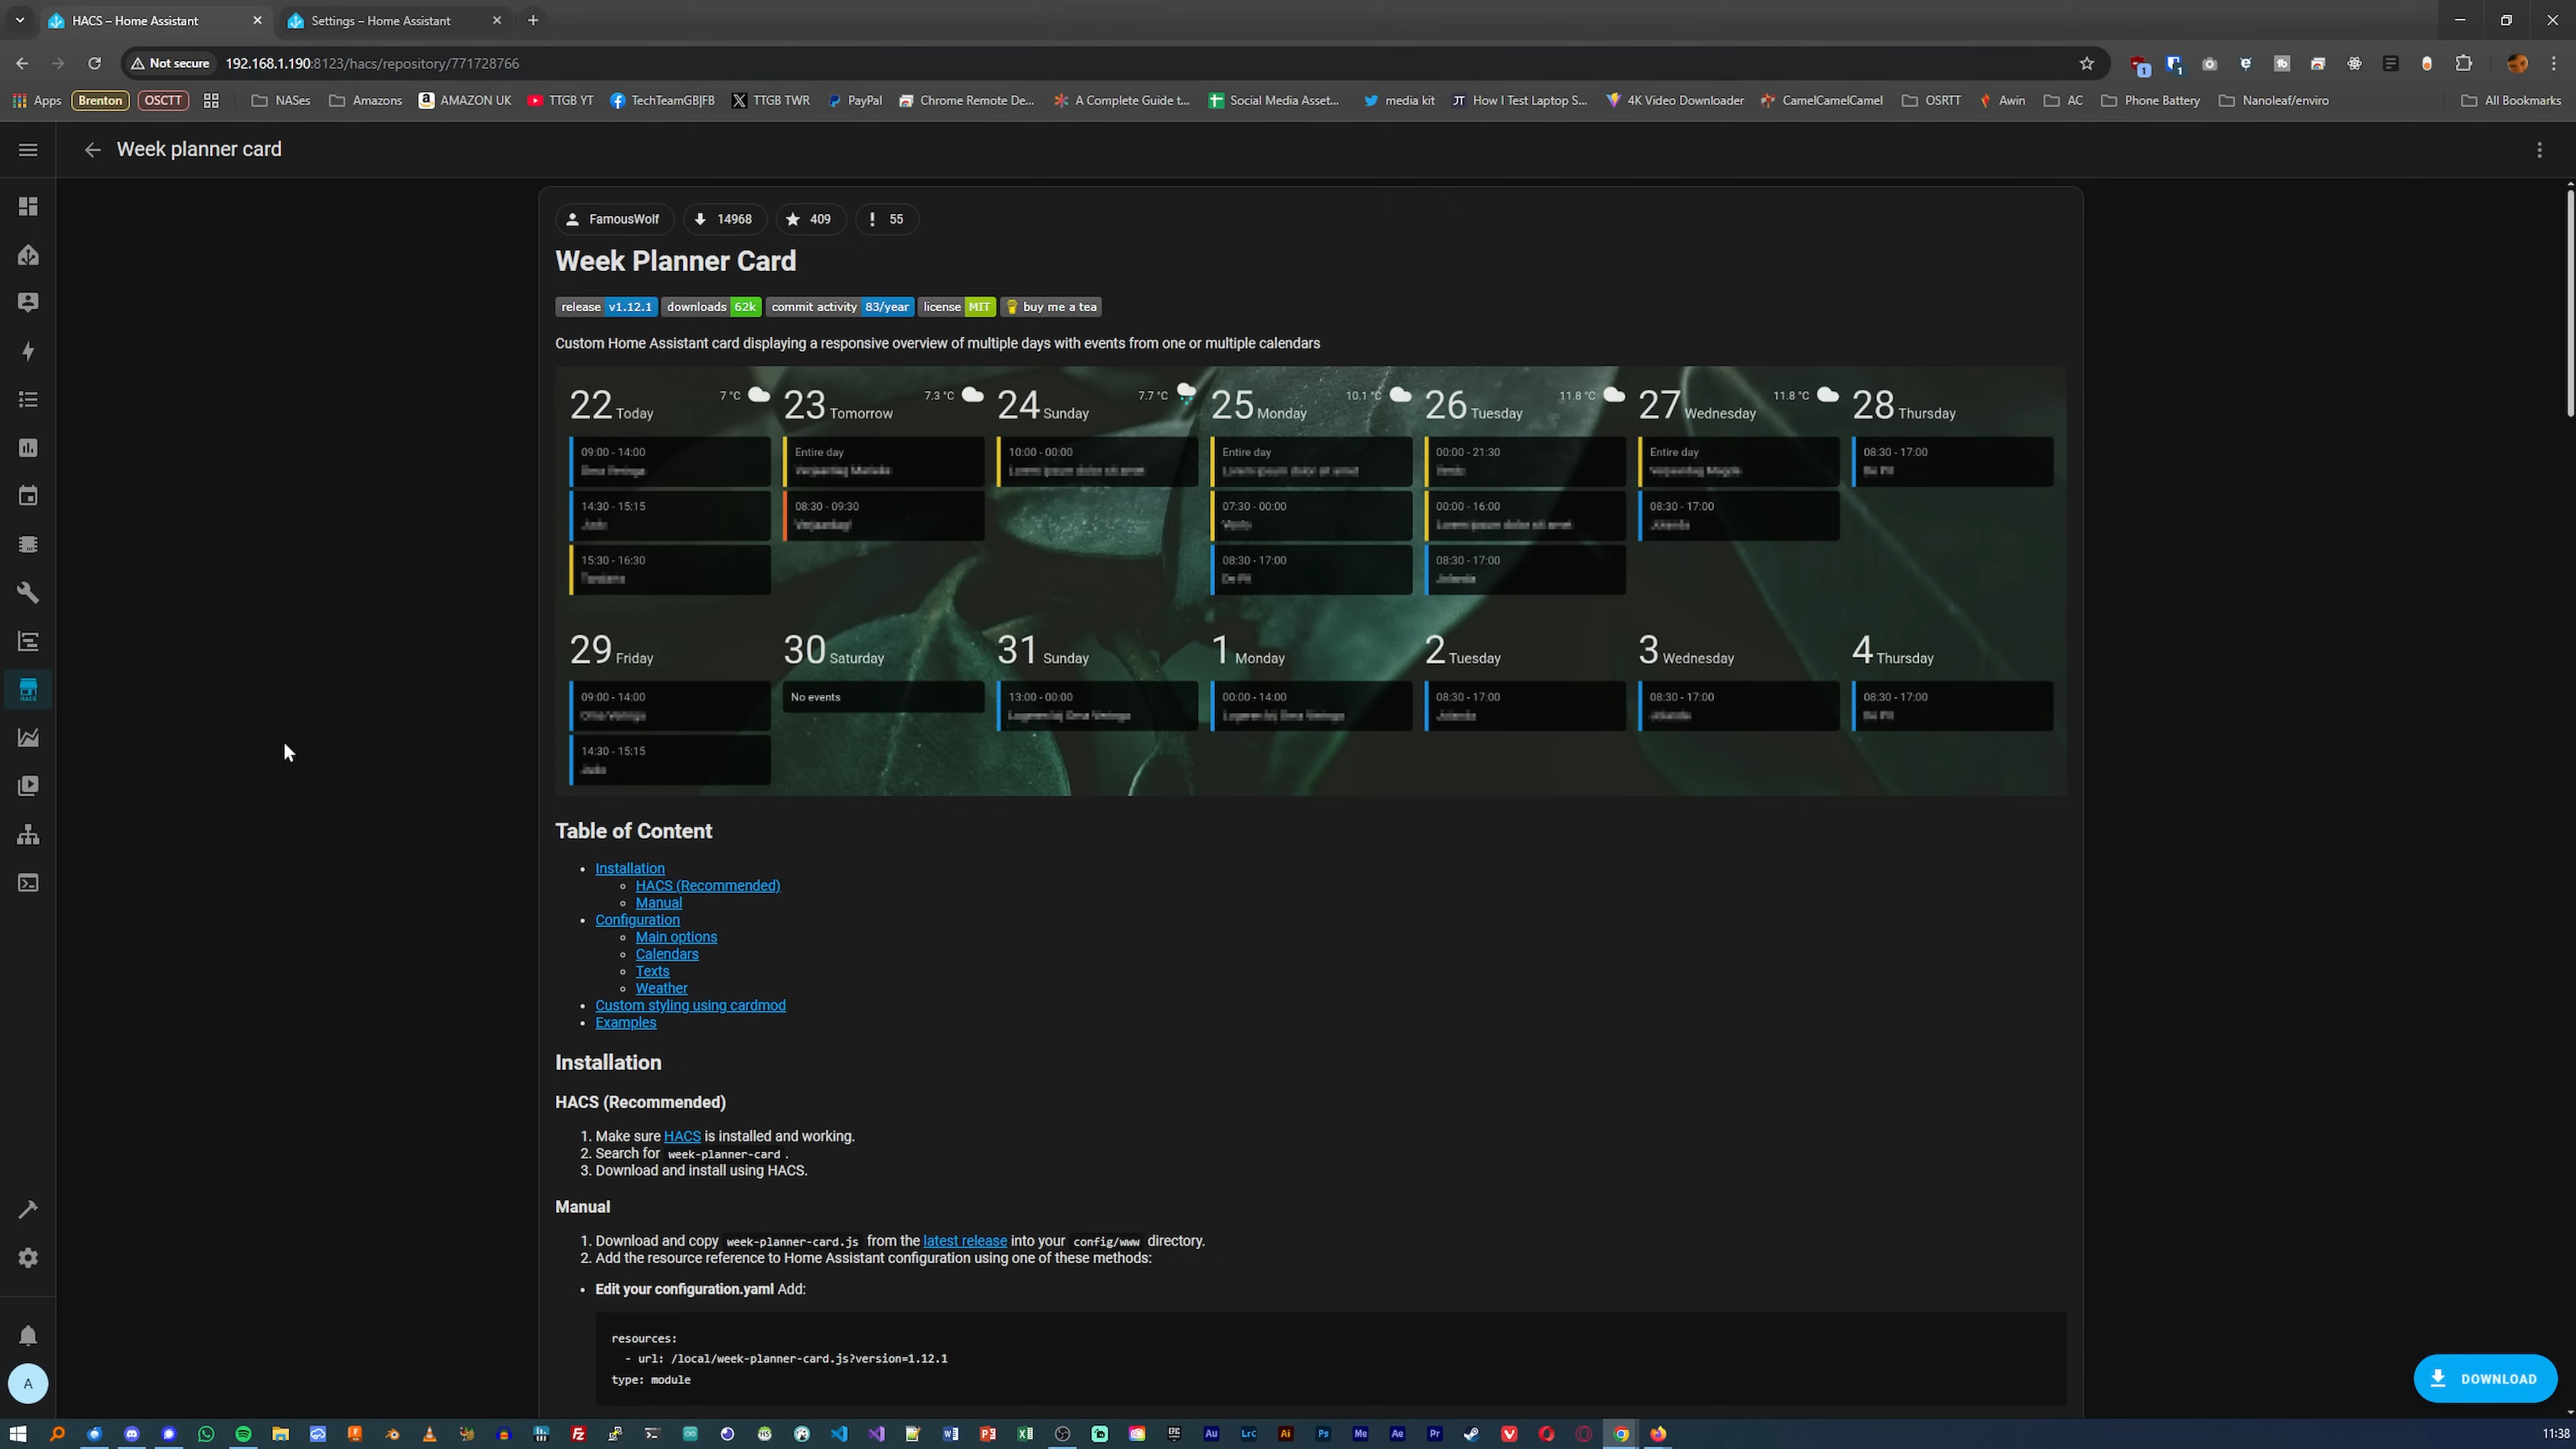 HACS – Home Assistant
Settings – Home Assistant
Not secure
192.168.1.190:8123/hacs/repository/771728766
Apps Brenton OSCTT NASes Amazons AMAZON UK TTGB YT TechTeamGB|FB TTGB TWR PayPal Chrome Remote De... A Complete Guide t... Social Media Asset... media kit How I Test Laptop S... 4K Video Downloader CamelCamelCamel OSRTT Awin AC Phone Battery Nanoleaf/enviro All Bookmarks
Week planner card
FamousWolf 14968 409 55
Week Planner Card
release v1.12.1 downloads 62k commit activity 83/year license MIT buy me a tea
Custom Home Assistant card displaying a responsive overview of multiple days with events from one or multiple calendars
22 Today 7 °C 23 Tomorrow 7.3 °C 24 Sunday 7.7 °C 25 Monday 10.1 °C 26 Tuesday 11.8 °C 27 Wednesday 11.8 °C 28 Thursday
09:00 - 14:00 Entire day 10:00 - 00:00 Entire day 00:00 - 21:30 Entire day 08:30 - 17:00
14:30 - 15:15 08:30 - 09:30 07:30 - 00:00 00:00 - 16:00 08:30 - 17:00
15:30 - 16:30 08:30 - 17:00 08:30 - 17:00
29 Friday 30 Saturday 31 Sunday 1 Monday 2 Tuesday 3 Wednesday 4 Thursday
09:00 - 14:00 No events 13:00 - 00:00 00:00 - 14:00 08:30 - 17:00 08:30 - 17:00 08:30 - 17:00
14:30 - 15:15
Table of Content
Installation
HACS (Recommended)
Manual
Configuration
Main options
Calendars
Texts
Weather
Custom styling using cardmod
Examples
Installation
HACS (Recommended)
1. Make sure HACS is installed and working.
2. Search for week-planner-card .
3. Download and install using HACS.
Manual
1. Download and copy week-planner-card.js from the latest release into your config/www directory.
2. Add the resource reference to Home Assistant configuration using one of these methods:
Edit your configuration.yaml Add:
resources:
- url: /local/week-planner-card.js?version=1.12.1
type: module
A
DOWNLOAD
11:38